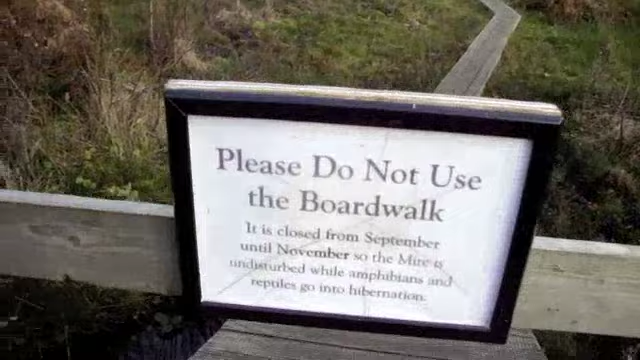 Please Do Not Use
the Boardwalk
It is closed from September
until November so the Mire is
undisturbed while amphibians and
reptiles go into hibernation.